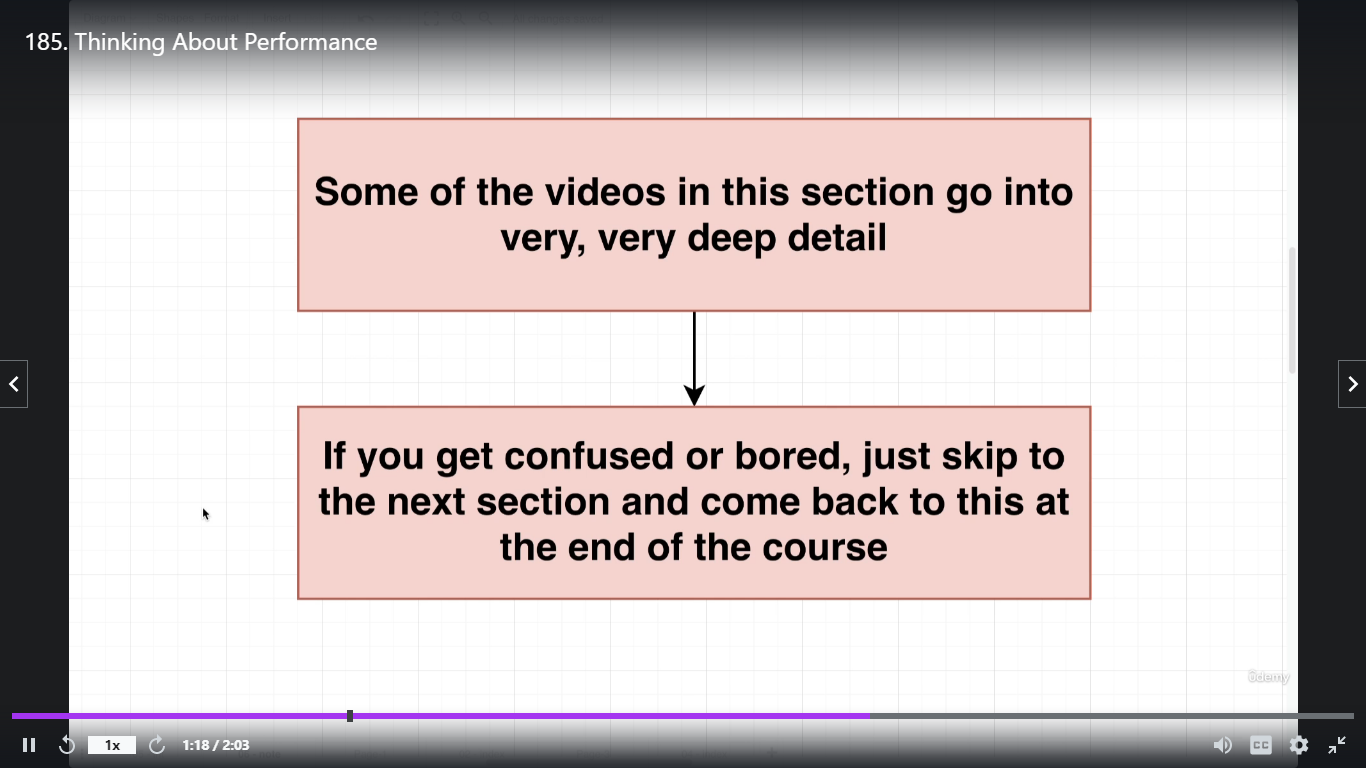 185. Thinking About Performance
Some of the videos in this section go into
very, very deep detail
If you get confused or bored, just skip to
the next section and come back to this at
the end of the course
ûdemy
1x
1:18 / 2:03
CC